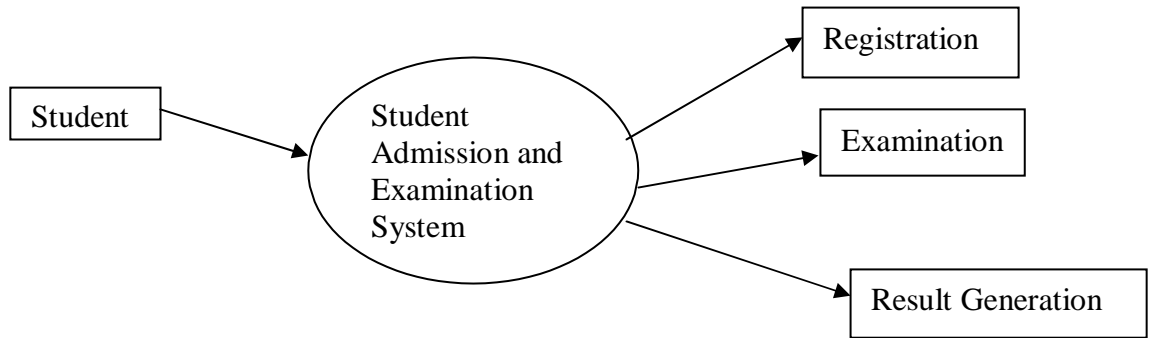 Student
Student
Admission and
Examination
System
Registration
Examination
Result Generation